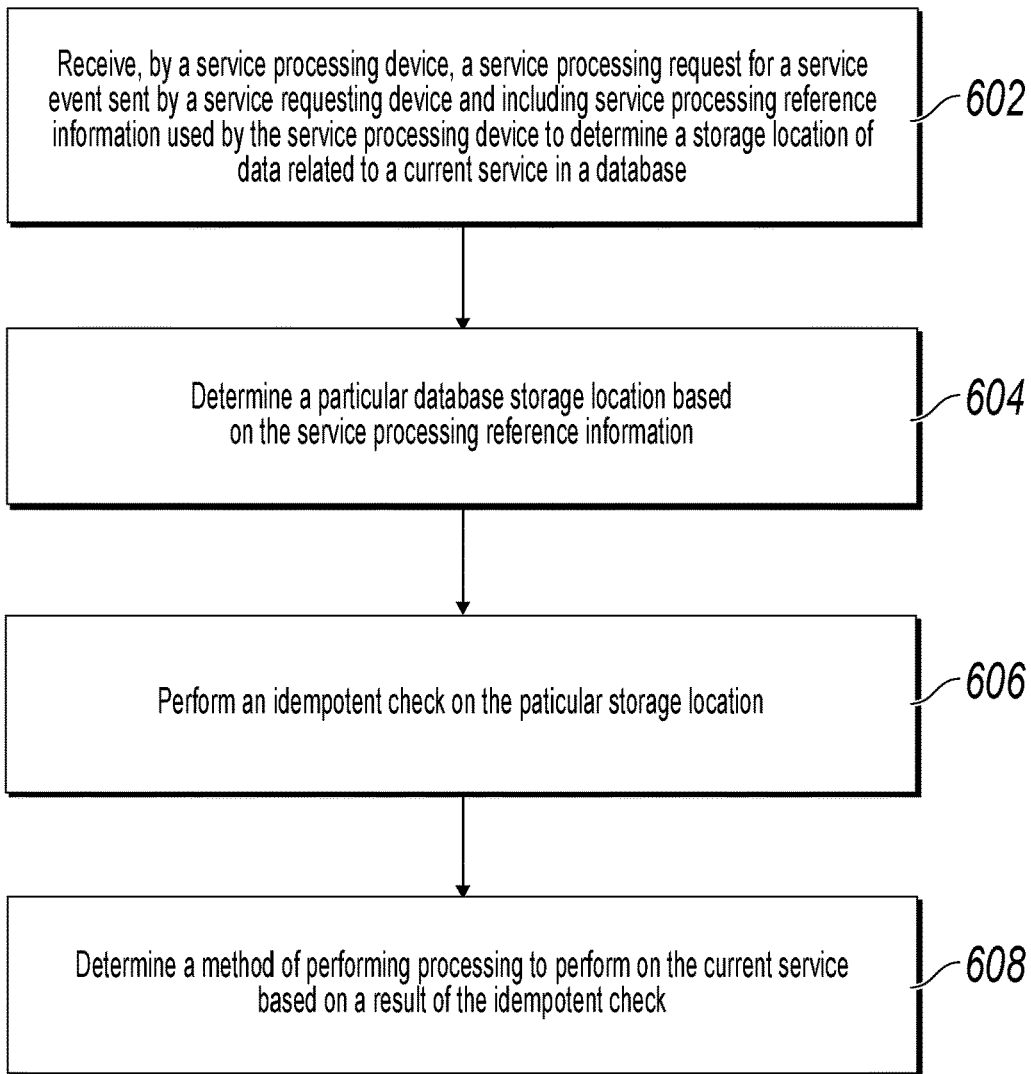 Receive, by a service processing device, a service processing request for a service
event sent by a service requesting device and including service processing reference
information used by the service processing device to determine a storage location of
data related to a current service in a database
602
Determine a particular database storage location based
on the service processing reference information
604
Perform an idempotent check on the paticular storage location
606
Determine a method of performing processing to perform on the current service
based on a result of the idempotent check
608